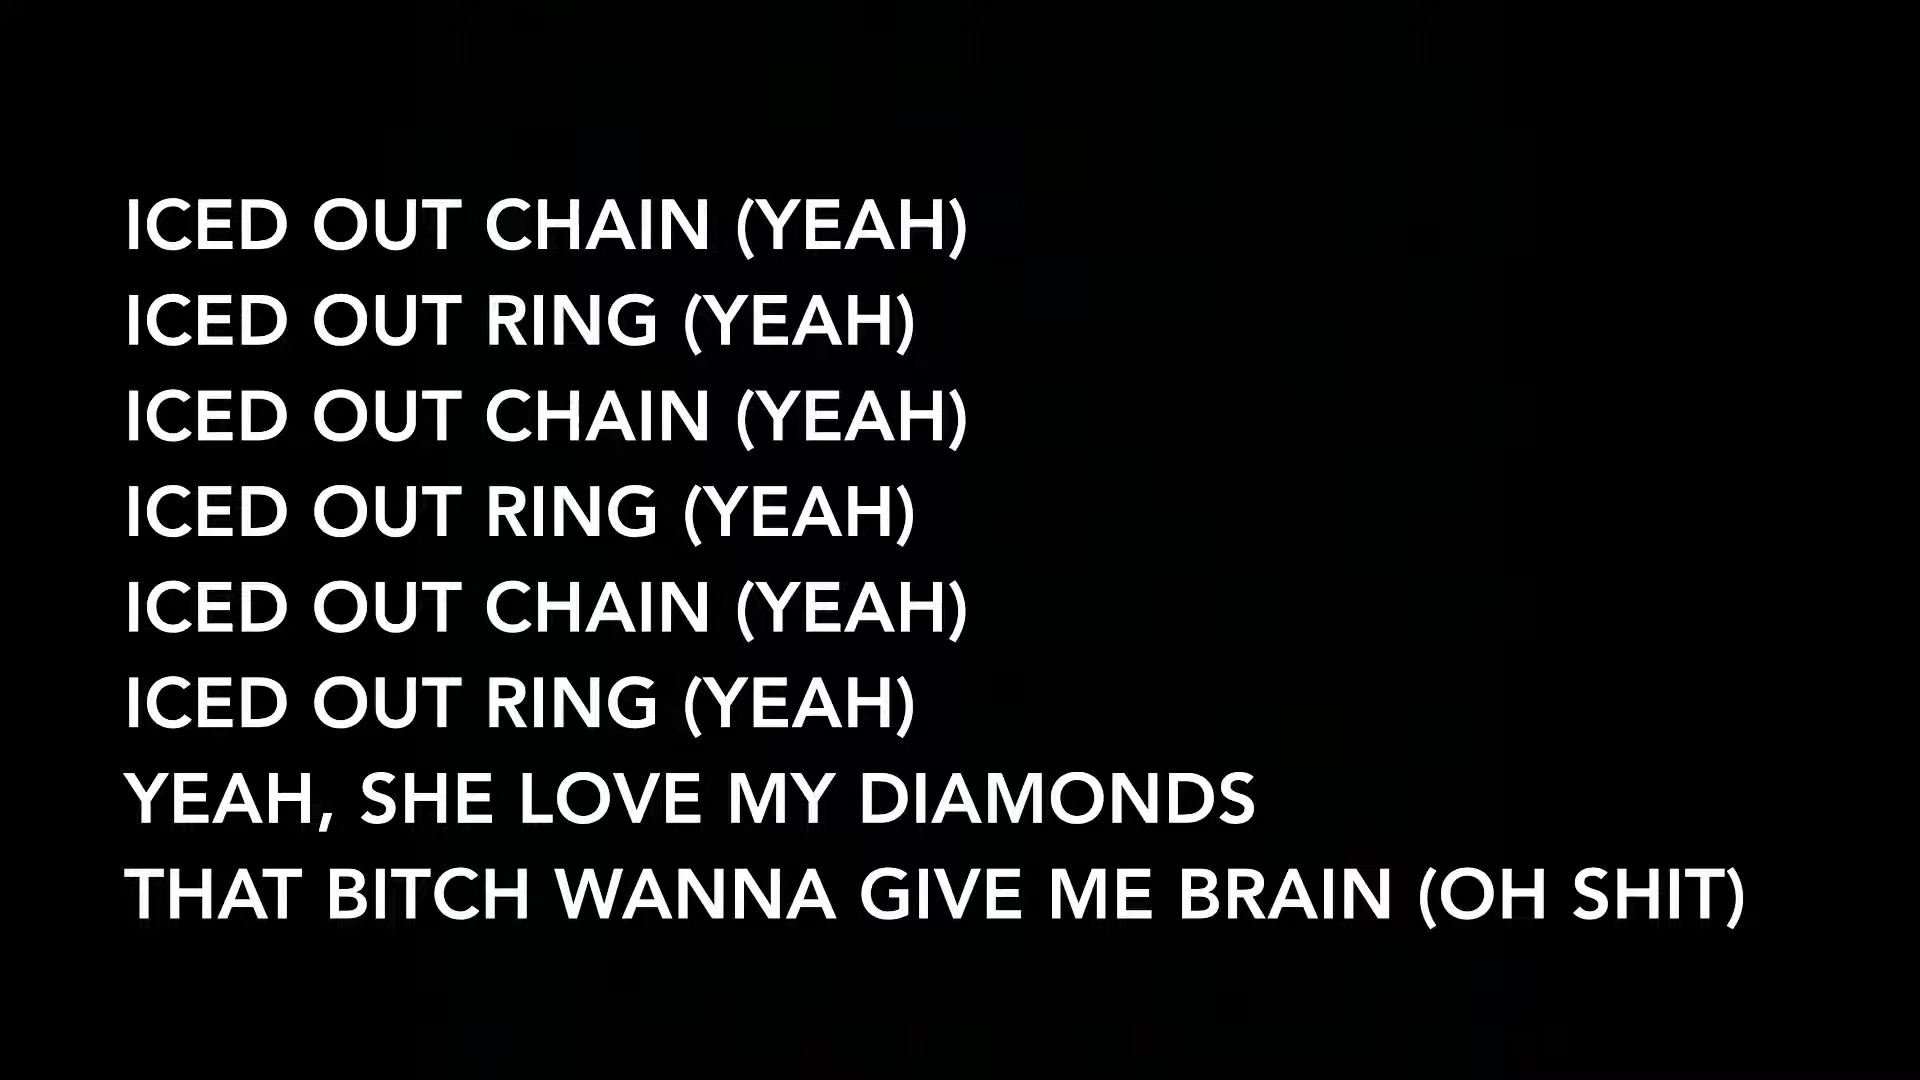 ICED OUT CHAIN (YEAH)
ICED OUT RING (YEAH)
ICED OUT CHAIN (YEAH)
ICED OUT RING (YEAH)
ICED OUT CHAIN (YEAH)
ICED OUT RING (YEAH)
YEAH, SHE LOVE MY DIAMONDS
THAT BITCH WANNA GIVE ME BRAIN (OH SHIT)